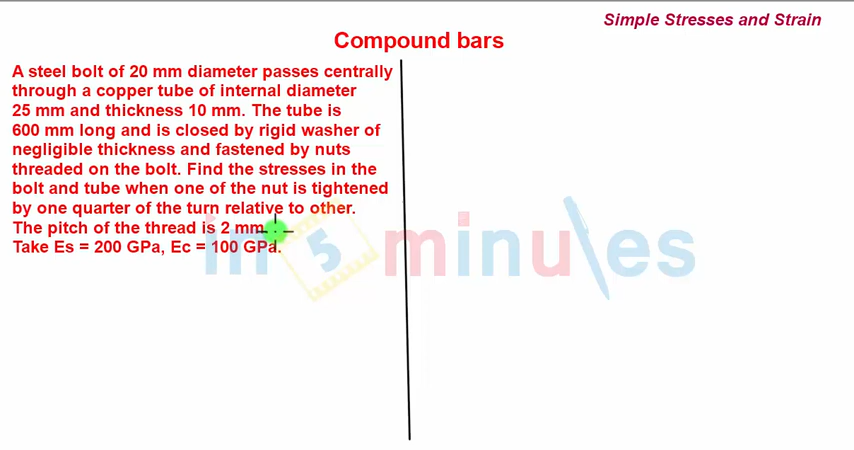 Simple Stresses and Strain
Compound bars
A steel bolt of 20 mm diameter passes centrally
through a copper tube of internal diameter
25 mm and thickness 10 mm. The tube is
600 mm long and is closed by rigid washer of
negligible thickness and fastened by nuts
threaded on the bolt. Find the stresses in the
bolt and tube when one of the nut is tightened
by one quarter of the turn relative to other.
The pitch of the thread is 2 mm
Take Es = 200 GPa, Ec = 100 GPa.
in 5 minutes